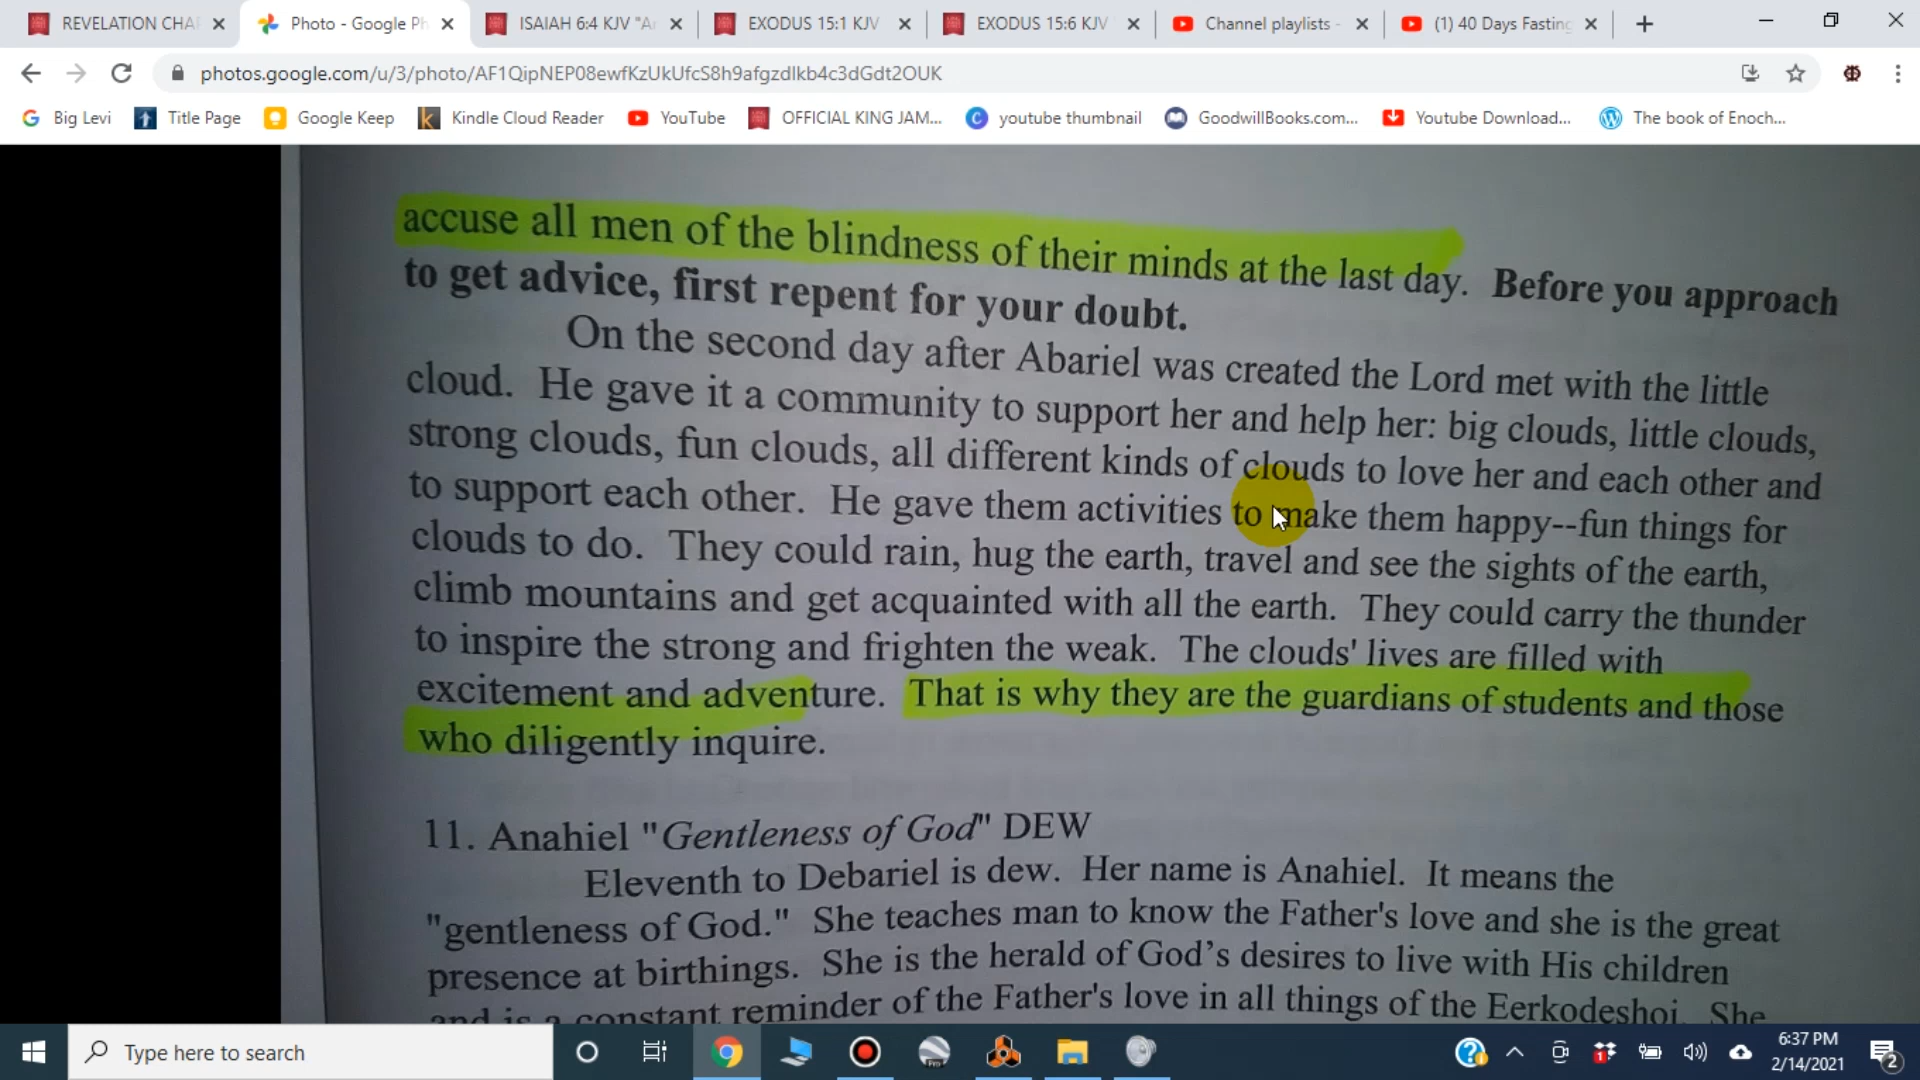 REVELATION CHA
Photo - Google Ph
ISAIAH 6:4 KJV "A
EXODUS 15:1 KJV
EXODUS 15:6 KJV
Channel playlists -
(1) 40 Days Fasting
photos.google.com/u/3/photo/AF1QipNEP08ewfKzUkUfcS8h9afgzdlkb4c3dGdt2OUK
Big Levi
Title Page
Google Keep
Kindle Cloud Reader
YouTube
OFFICIAL KING JAM...
youtube thumbnail
GoodwillBooks.com...
Youtube Download...
The book of Enoch...
accuse all men of the blindness of their minds at the last day. Before you approach
to get advice, first repent for your doubt.
On the second day after Abariel was created the Lord met with the little
cloud. He gave it a community to support her and help her: big clouds, little clouds,
strong clouds, fun clouds, all different kinds of clouds to love her and each other and
to support each other. He gave them activities to make them happy--fun things for
clouds to do. They could rain, hug the earth, travel and see the sights of the earth,
climb mountains and get acquainted with all the earth. They could carry the thunder
to inspire the strong and frighten the weak. The clouds' lives are filled with
excitement and adventure. That is why they are the guardians of students and those
who diligently inquire.
11. Anahiel "Gentleness of God" DEW
Eleventh to Debariel is dew. Her name is Anahiel. It means the
"gentleness of God." She teaches man to know the Father's love and she is the great
presence at birthings. She is the herald of God's desires to live with His children
and is a constant reminder of the Father's love in all things of the Eerkodeshoi. She
Type here to search
6:37 PM
2/14/2021
2